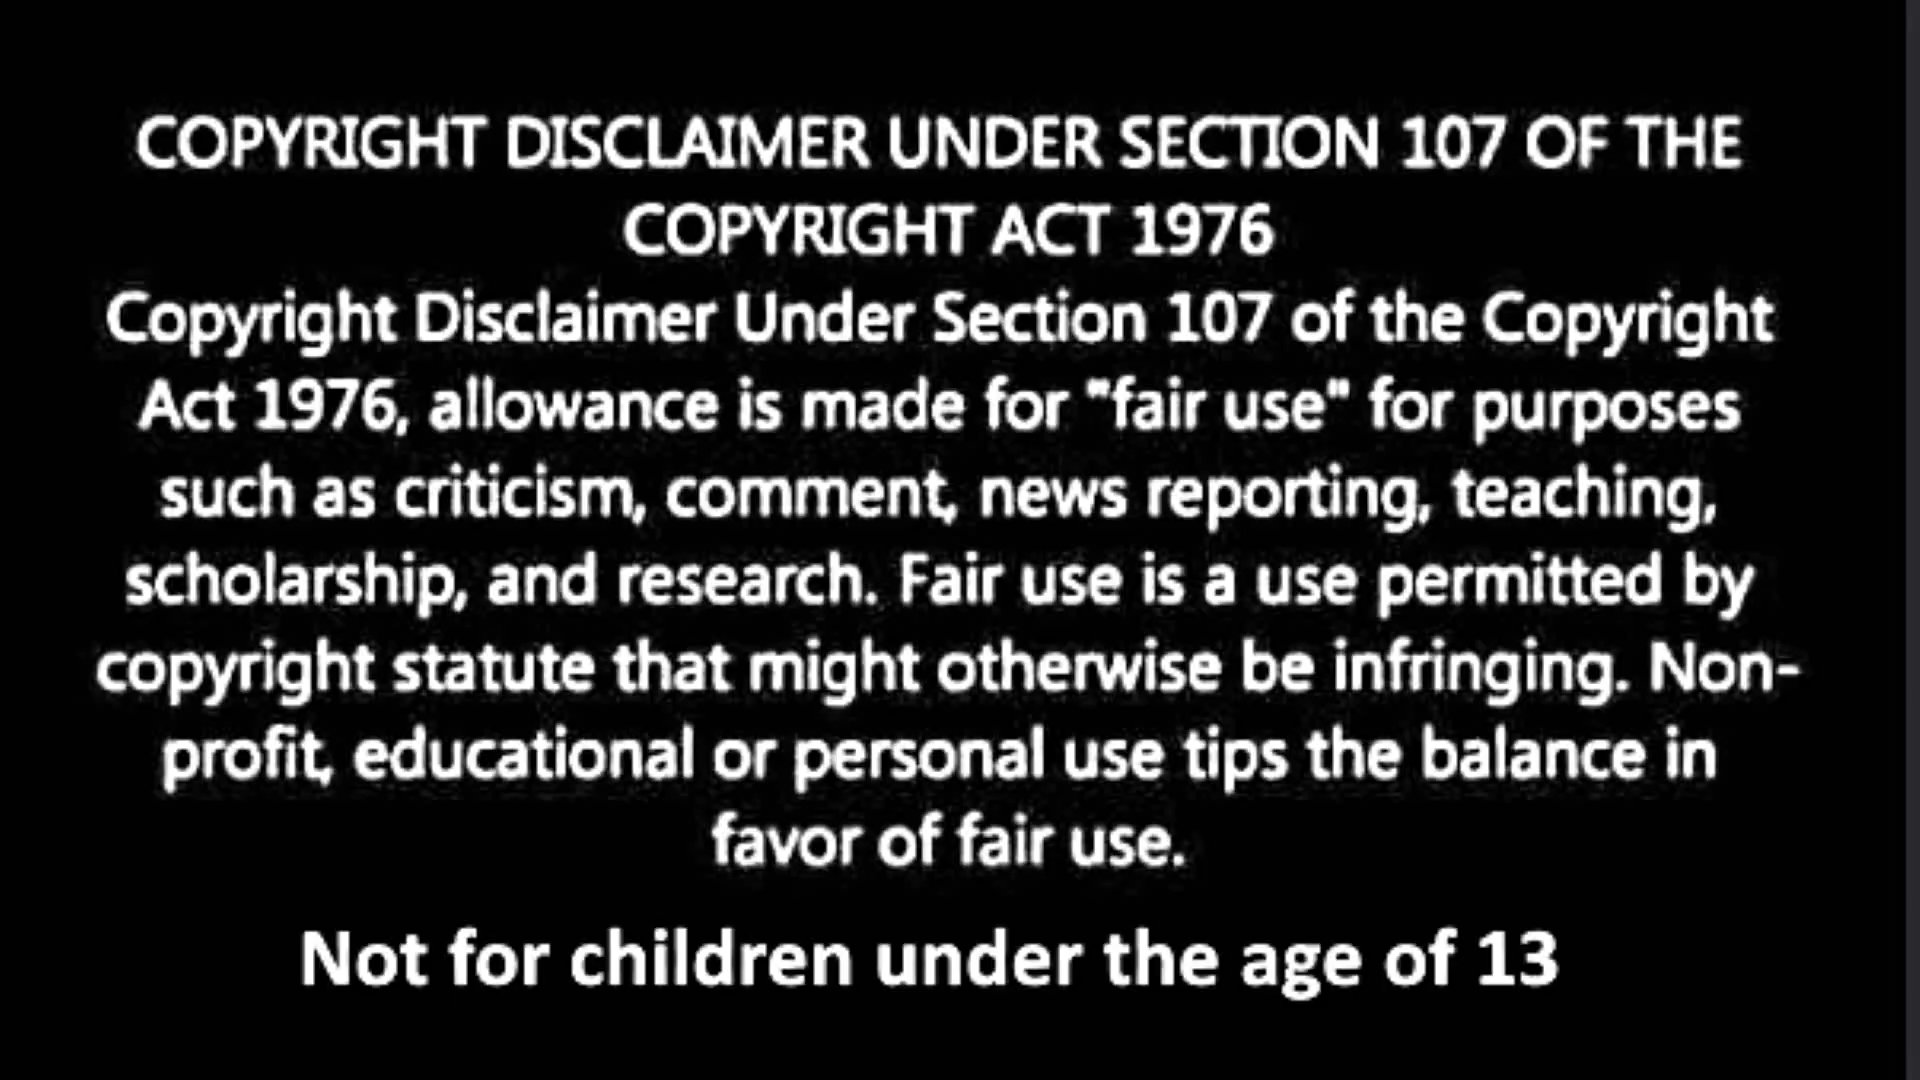 COPYRIGHT DISCLAIMER UNDER SECTION 107 OF THE
COPYRIGHT ACT 1976
Copyright Disclaimer Under Section 107 of the Copyright
Act 1976, allowance is made for "fair use" for purposes
such as criticism, comment, news reporting, teaching,
scholarship, and research. Fair use is a use permitted by
copyright statute that might otherwise be infringing. Non-
profit, educational or personal use tips the balance in
favor of fair use.
Not for children under the age of 13